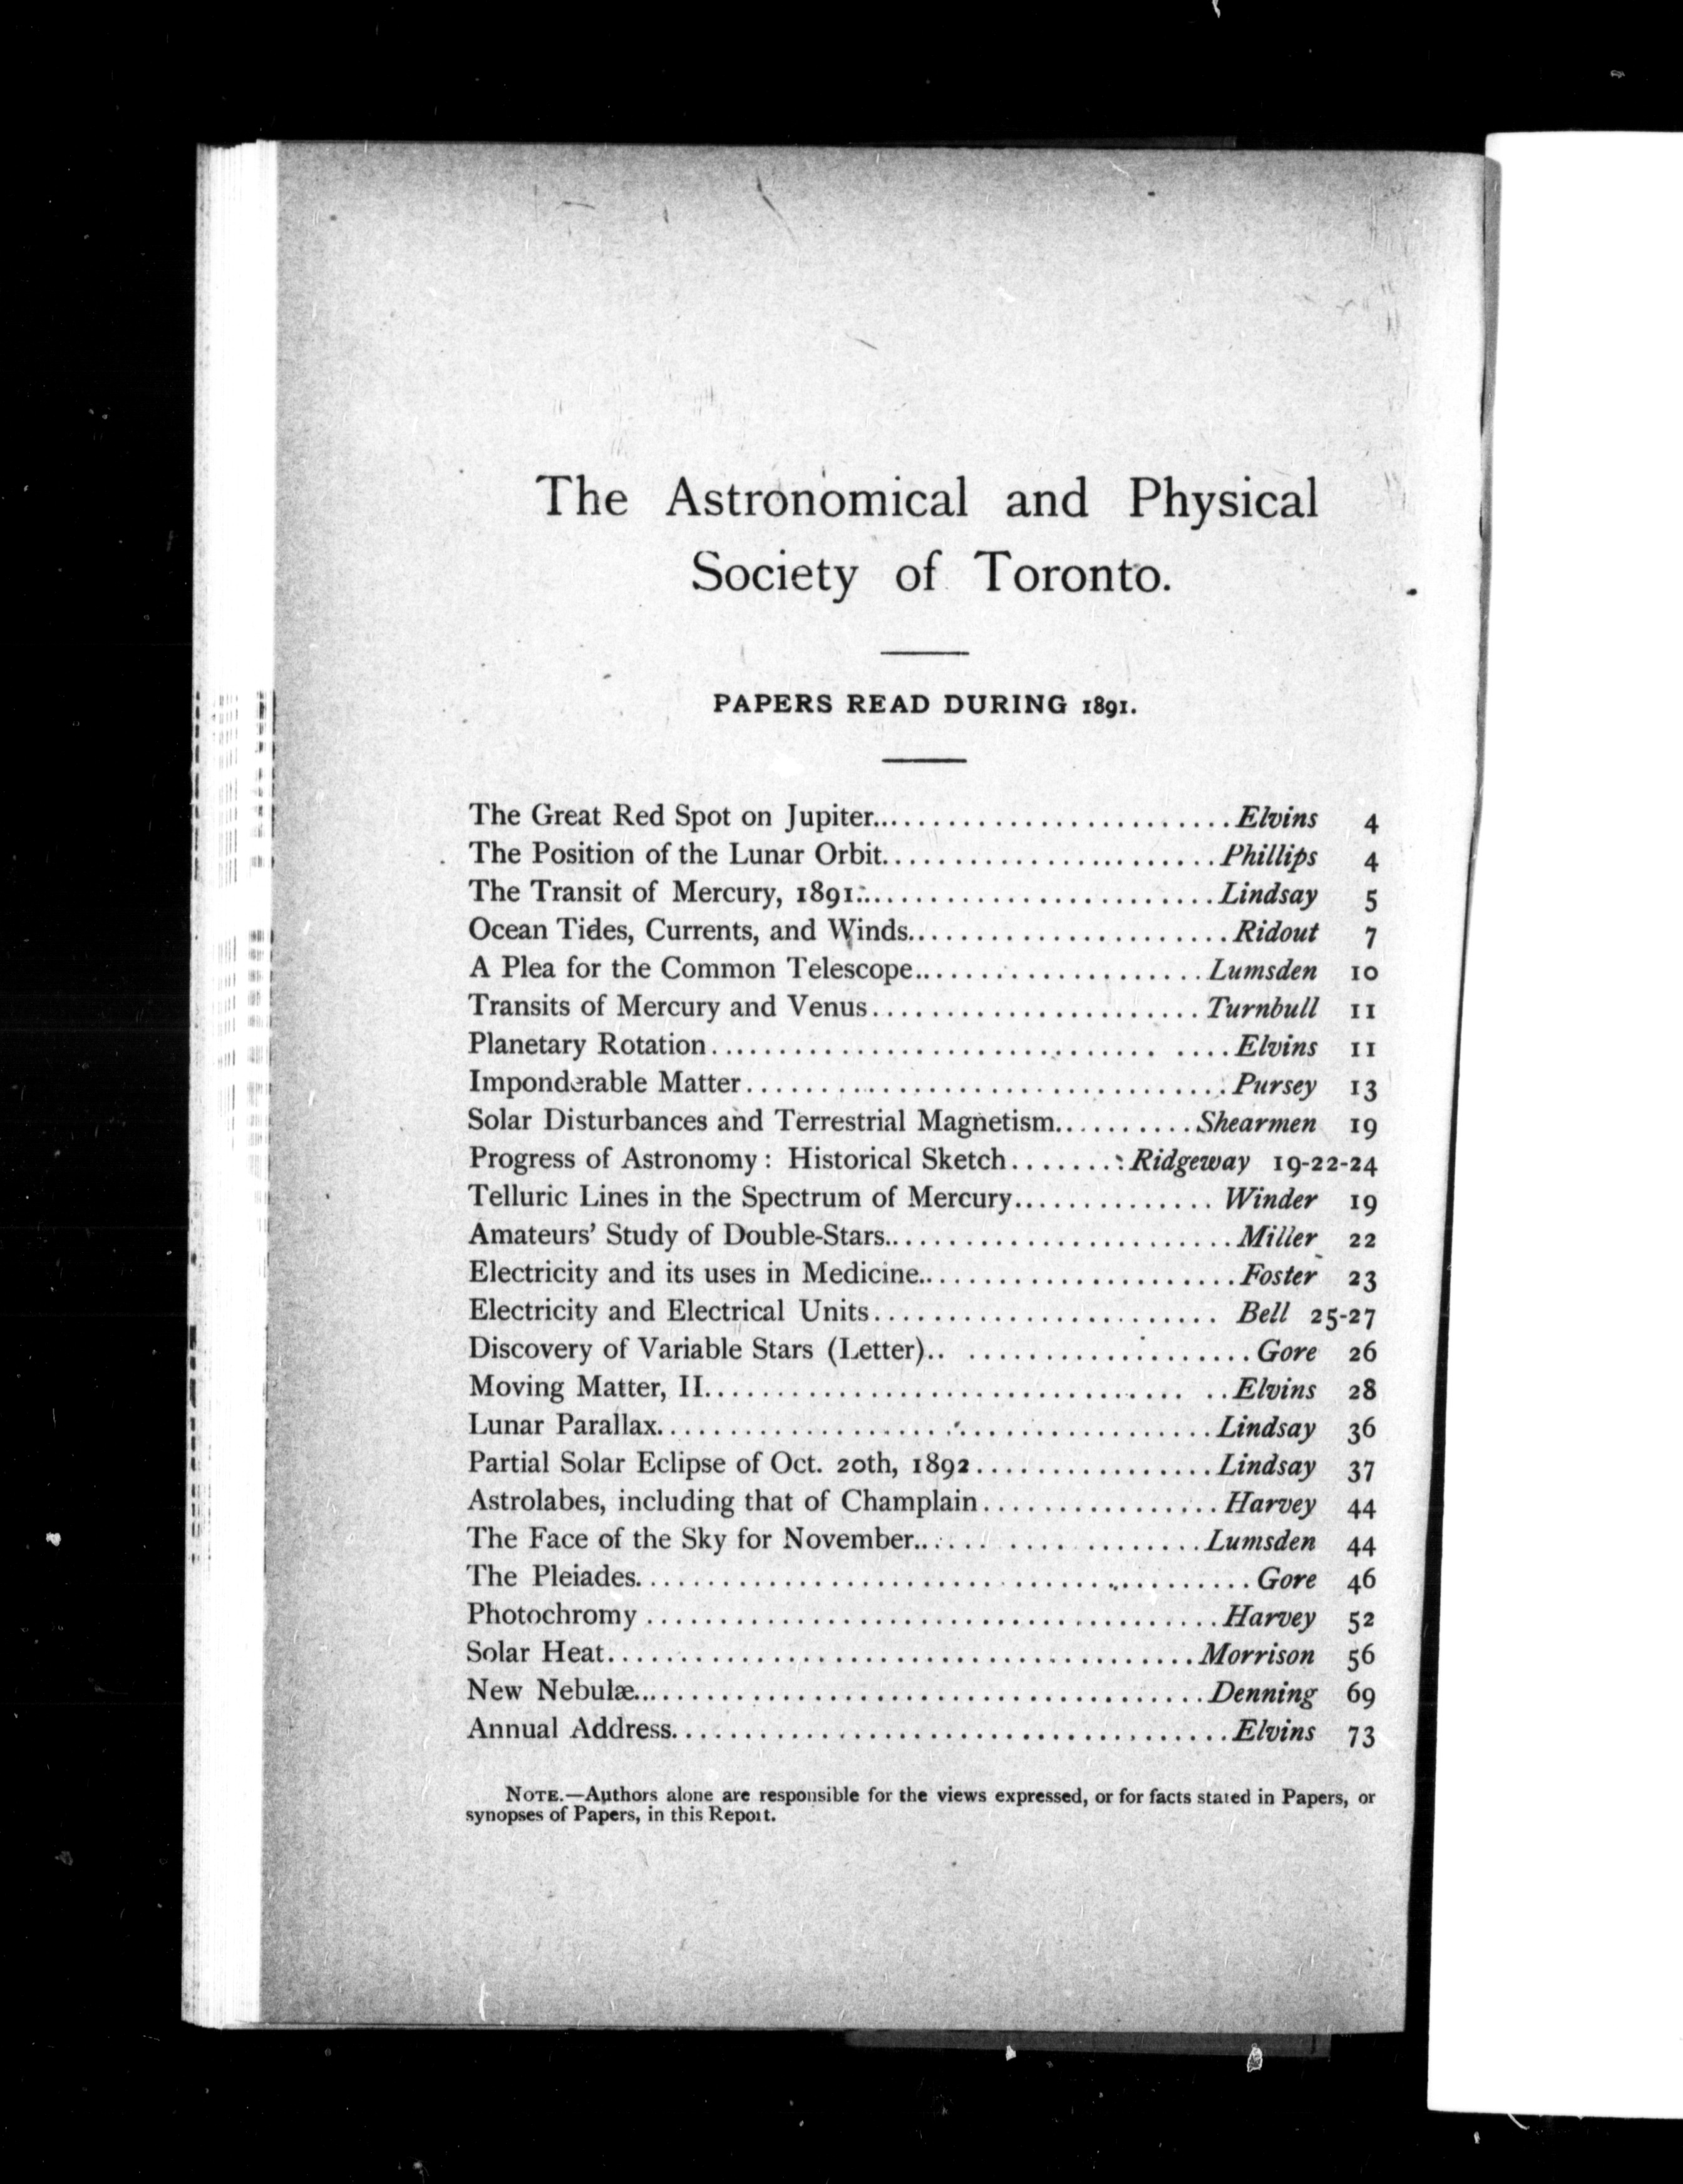 The Astronomical and Physical
Society of Toronto.
PAPERS READ DURING 1891.
The Great Red Spot on Jupiter.......................... Elvins 4
The Position of the Lunar Orbit........................ Phillips 4
The Transit of Mercury, 1891.......................... Lindsay 5
Ocean Tides, Currents, and Winds....................... Ridout 7
A Plea for the Common Telescope..................... Lumsden 10
Transits of Mercury and Venus....................... Turnbull 11
Planetary Rotation.................................. Elvins 11
Imponderable Matter................................. Pursey 13
Solar Disturbances and Terrestrial Magnetism.......... Shearmen 19
Progress of Astronomy: Historical Sketch........ Ridgeway 19-22-24
Telluric Lines in the Spectrum of Mercury.............. Winder 19
Amateurs' Study of Double-Stars........................ Miller 22
Electricity and its uses in Medicine...................... Foster 23
Electricity and Electrical Units........................ Bell 25-27
Discovery of Variable Stars (Letter)...................... Gore 26
Moving Matter, II.................................. Elvins 28
Lunar Parallax...................................... Lindsay 36
Partial Solar Eclipse of Oct. 20th, 1892................. Lindsay 37
Astrolabes, including that of Champlain................ Harvey 44
The Face of the Sky for November.................... Lumsden 44
The Pleiades.......................................... Gore 46
Photochromy ....................................... Harvey 52
Solar Heat........................................ Morrison 56
New Nebulæ....................................... Denning 69
Annual Address...................................... Elvins 73
NOTE.—Authors alone are responsible for the views expressed, or for facts stated in Papers, or
synopses of Papers, in this Report.